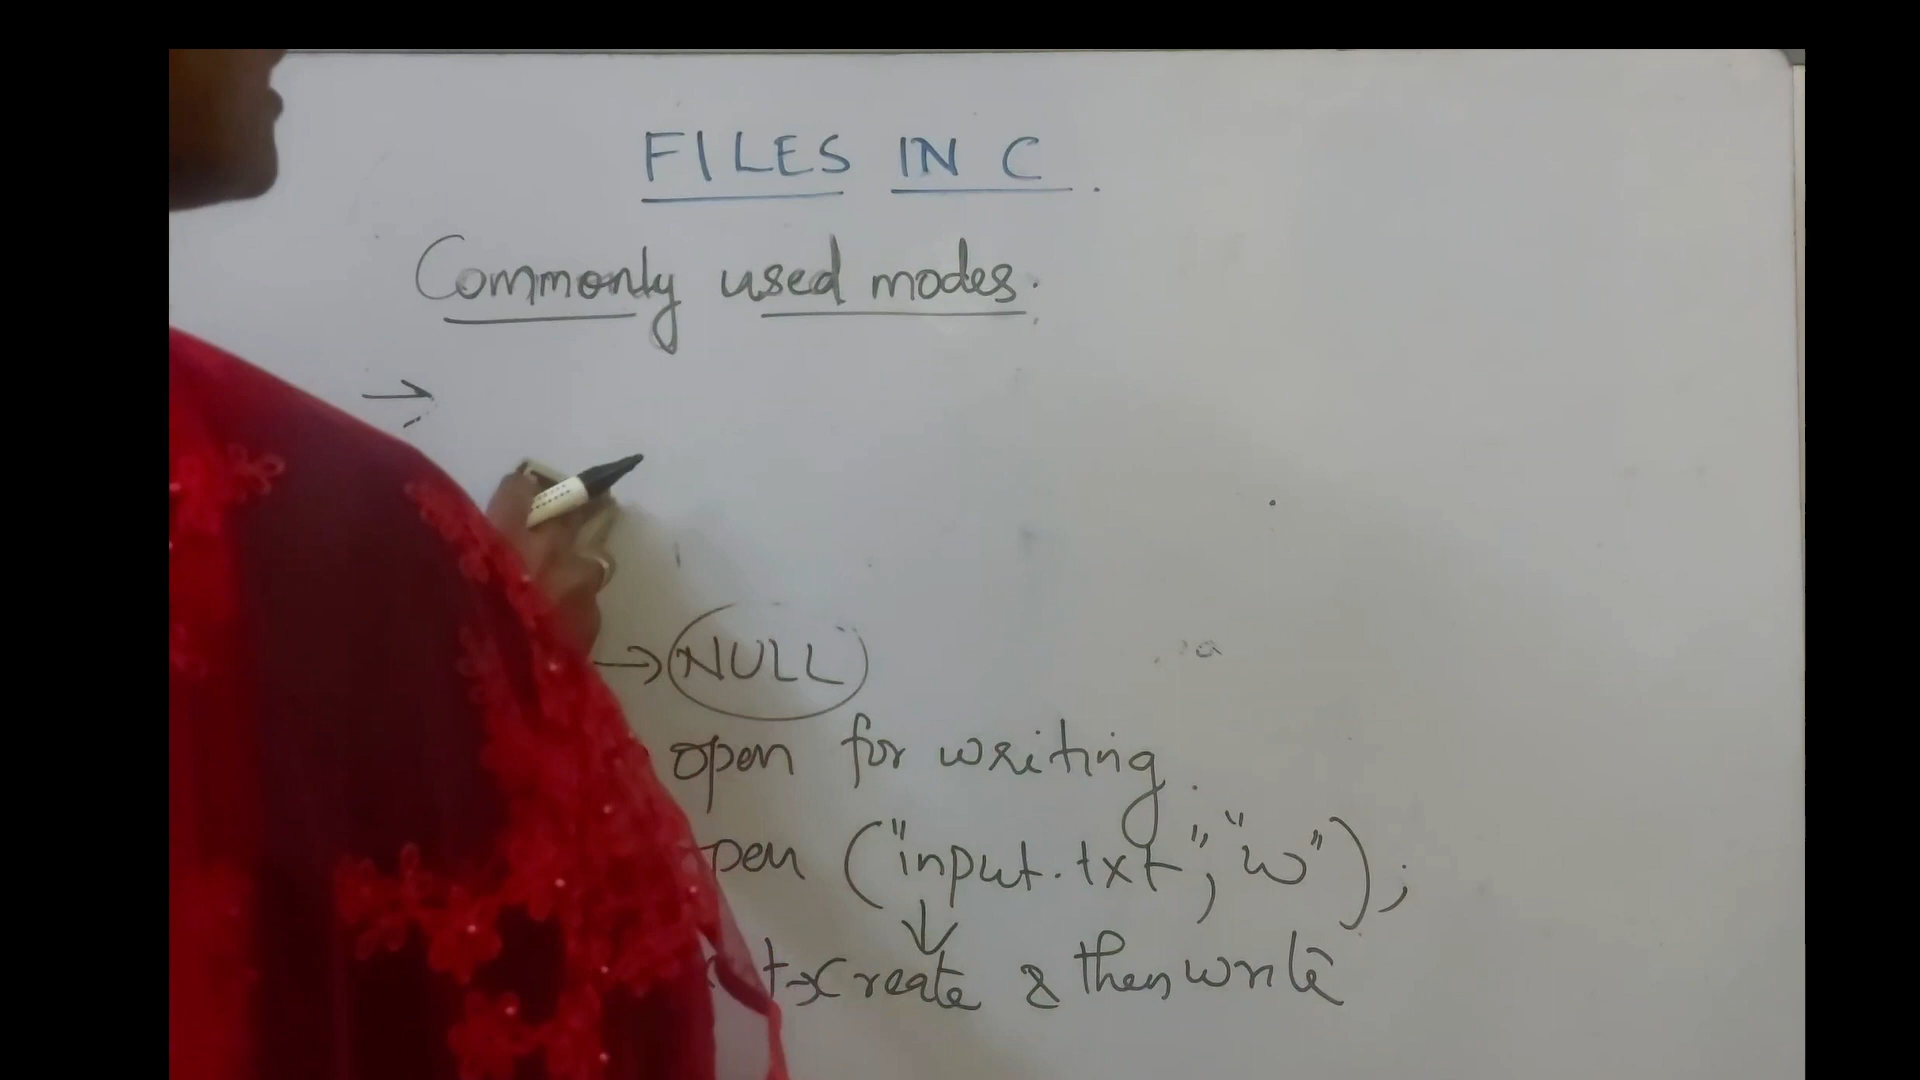 FILES IN C.
Commonly used modes.
→
→ NULL
open for writing.
pen ("input.txt","w");
↓
t→create & then write